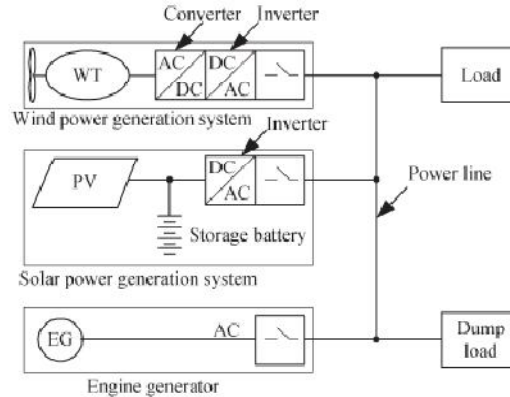 Converter
Inverter
WT
AC
DC
DC
AC
Load
Wind power generation system
Inverter
PV
DC
AC
Power line
Storage battery
Solar power generation system
EG
AC
Dump
load
Engine generator